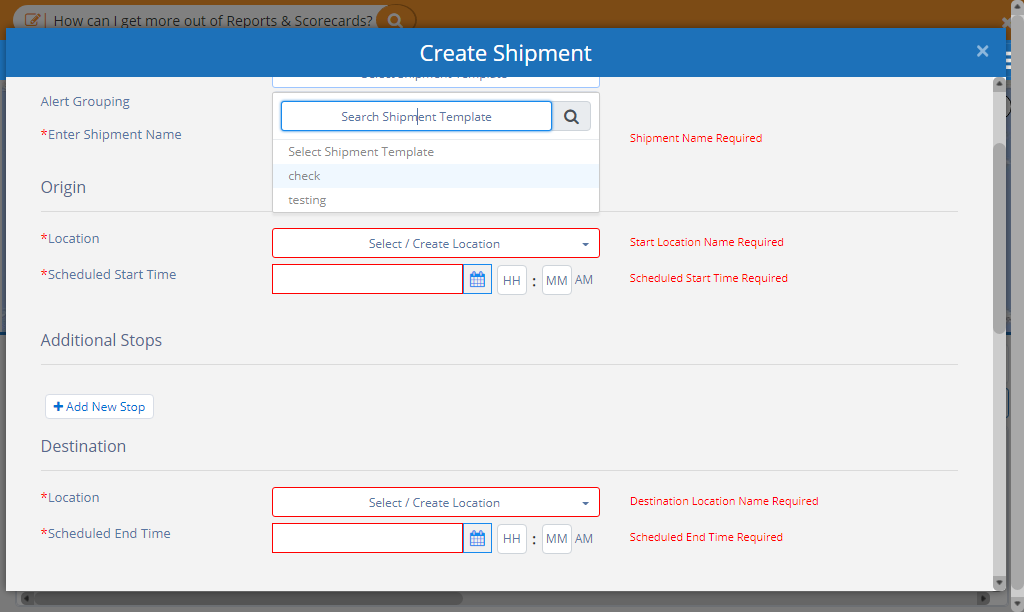 How can I get more out of Reports & Scorecards?
Create Shipment ×
Select Shipment Template
Alert Grouping
Search Shipment Template
*Enter Shipment Name
Shipment Name Required
Select Shipment Template
check
testing
Origin
*Location
Select / Create Location
Start Location Name Required
*Scheduled Start Time
HH : MM AM
Scheduled Start Time Required
Additional Stops
Add New Stop
Destination
*Location
Select / Create Location
Destination Location Name Required
*Scheduled End Time
HH : MM AM
Scheduled End Time Required